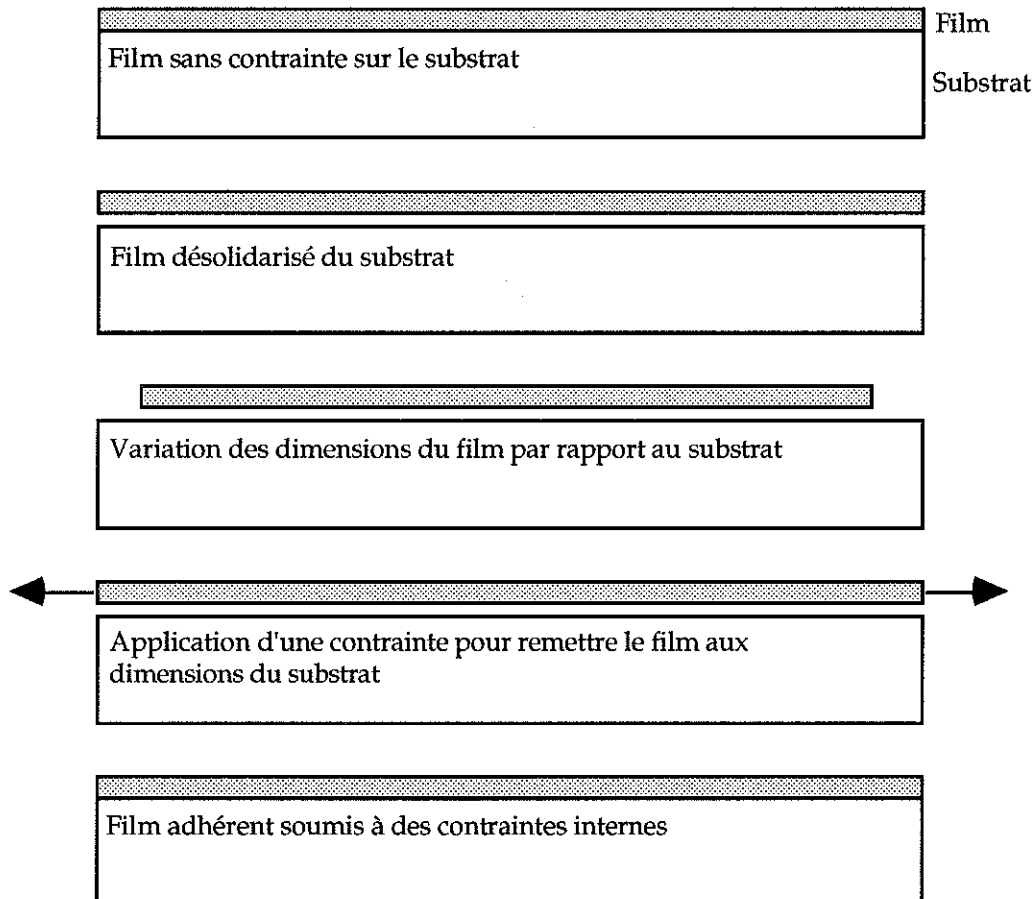 Film
Film sans contrainte sur le substrat
Substrat
Film désolidarisé du substrat
Variation des dimensions du film par rapport au substrat
Application d'une contrainte pour remettre le film aux
dimensions du substrat
Film adhérent soumis à des contraintes internes